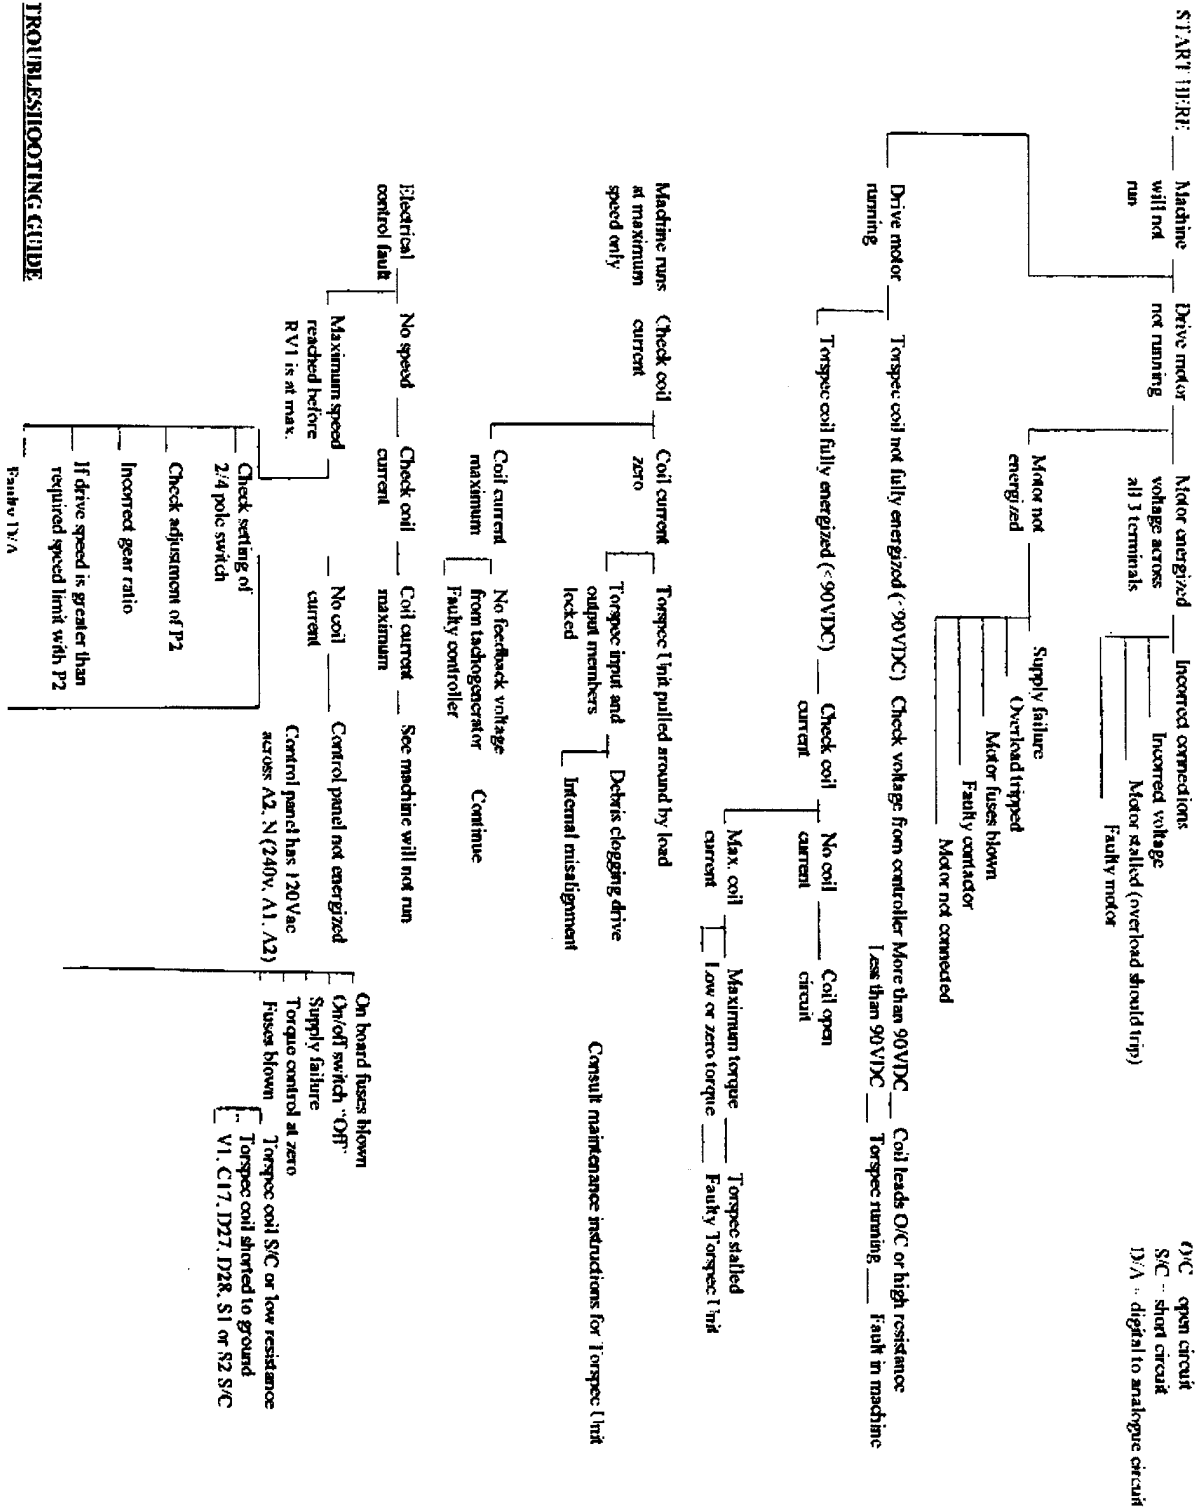 START HERE
Machine
will not
run
Drive motor
not running
Motor energized
voltage across
all 3 terminals
Incorrect connections
Incorrect voltage
Motor stalled (overload should trip)
Faulty motor
O/C open circuit
S/C - short circuit
D/A = digital to analogue circuit
Motor not
energized
Supply failure
Overload tripped
Motor fuses blown
Faulty contactor
Motor not connected
Drive motor
running
Torspec coil not fully energized (<90VDC)
Check voltage from controller
More than 90VDC
Less than 90VDC
Coil leads O/C or high resistance
Torspec running
Fault in machine
Torspec coil fully energized (<90VDC)
Check coil
current
No coil
current
Coil open
circuit
Max. coil
current
Maximum torque
Low or zero torque
Torspec stalled
Faulty Torspec Unit
Machine runs
at maximum
speed only
Check coil
current
Coil current
zero
Torspec Unit pulled around by load
Torspec input and
output members
locked
Debris clogging drive
Internal misalignment
Consult maintenance instructions for Torspec Unit
Coil current
maximum
No feedback voltage
from tachogenerator
Faulty controller
Continue
Electrical
control fault
No speed
Check coil
current
Coil current
maximum
See machine will not run
No coil
current
Control panel not energized
Control panel has 120Vac
across A2, N (240v, A1, A2)
On board fuses blown
On/off switch "Off"
Supply failure
Torque control at zero
Fuses blown
Torspec coil S/C or low resistance
Torspec coil shorted to ground
V1, C17, D27, D28, S1 or S2 S/C
Maximum speed
reached before
RV1 is at max.
Check setting of
2/4 pole switch
Check adjustment of P2
Incorrect gear ratio
If drive speed is greater than
required speed limit with P2
Faulty D/A
TROUBLESHOOTING GUIDE